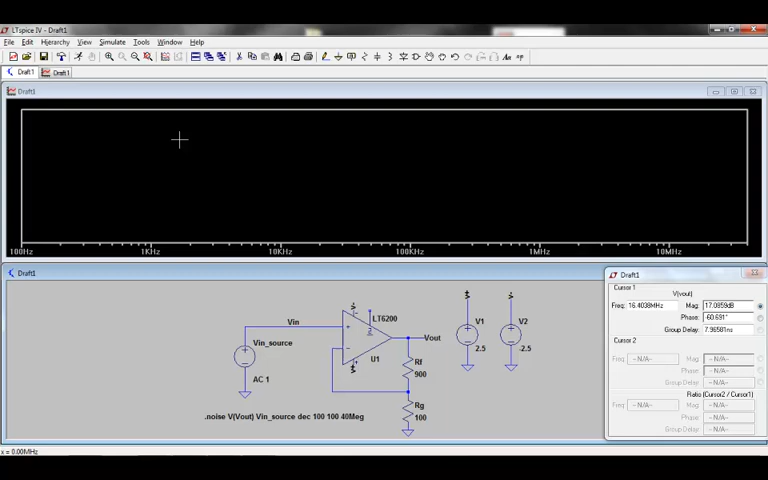 LTspice IV - Draft1
File Edit Hierarchy View Simulate Tools Window Help
Draft1 Draft1
Draft1
100Hz 1KHz 10KHz 100KHz 1MHz 10MHz
Draft1
Vin
Vin_source
AC 1
LT6200
U1
Vout
Rf
900
Rg
100
V1
2.5
V2
.noise V(Vout) Vin_source dec 100 100 40Meg
Draft1
Cursor 1
V(vout)
Freq: 16.4038MHz Mag: 17.0859dB
Phase: -60.691°
Group Delay: 7.96581ns
Cursor 2
Freq: -- N/A-- Mag: -- N/A--
Phase: -- N/A--
Group Delay: -- N/A--
Ratio (Cursor2 / Cursor1)
Freq: -- N/A-- Mag: -- N/A--
Phase: -- N/A--
Group Delay: -- N/A--
x = 0.00MHz